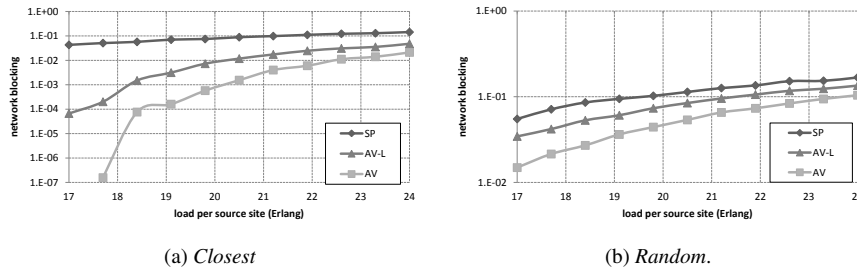 network blocking
1.E+00
1.E-01
1.E-02
1.E-03
1.E-04
1.E-05
1.E-06
1.E-07
SP
AV-L
AV
17 18 19 20 21 22 23 24
load per source site (Erlang)
(a) Closest
network blocking
1.E+00
1.E-01
1.E-02
SP
AV-L
AV
17 18 19 20 21 22 23 24
load per source site (Erlang)
(b) Random.